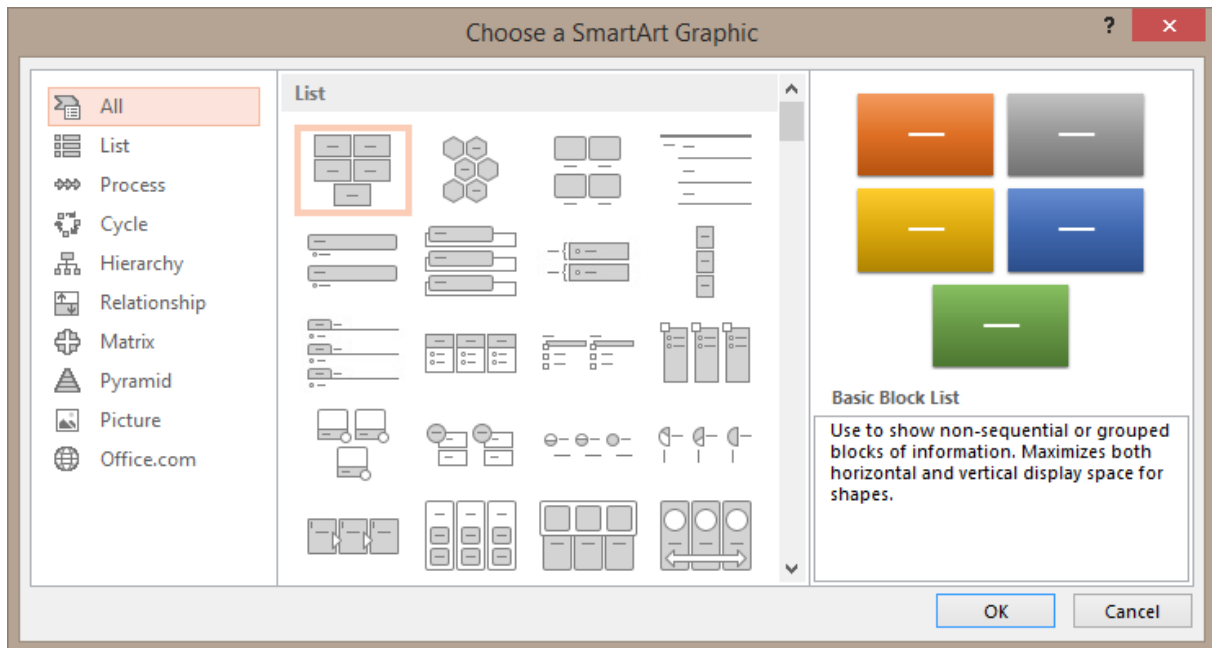 Choose a SmartArt Graphic
?
All
List
Process
Cycle
Hierarchy
Relationship
Matrix
Pyramid
Picture
Office.com
List
Basic Block List
Use to show non-sequential or grouped
blocks of information. Maximizes both
horizontal and vertical display space for
shapes.
OK
Cancel